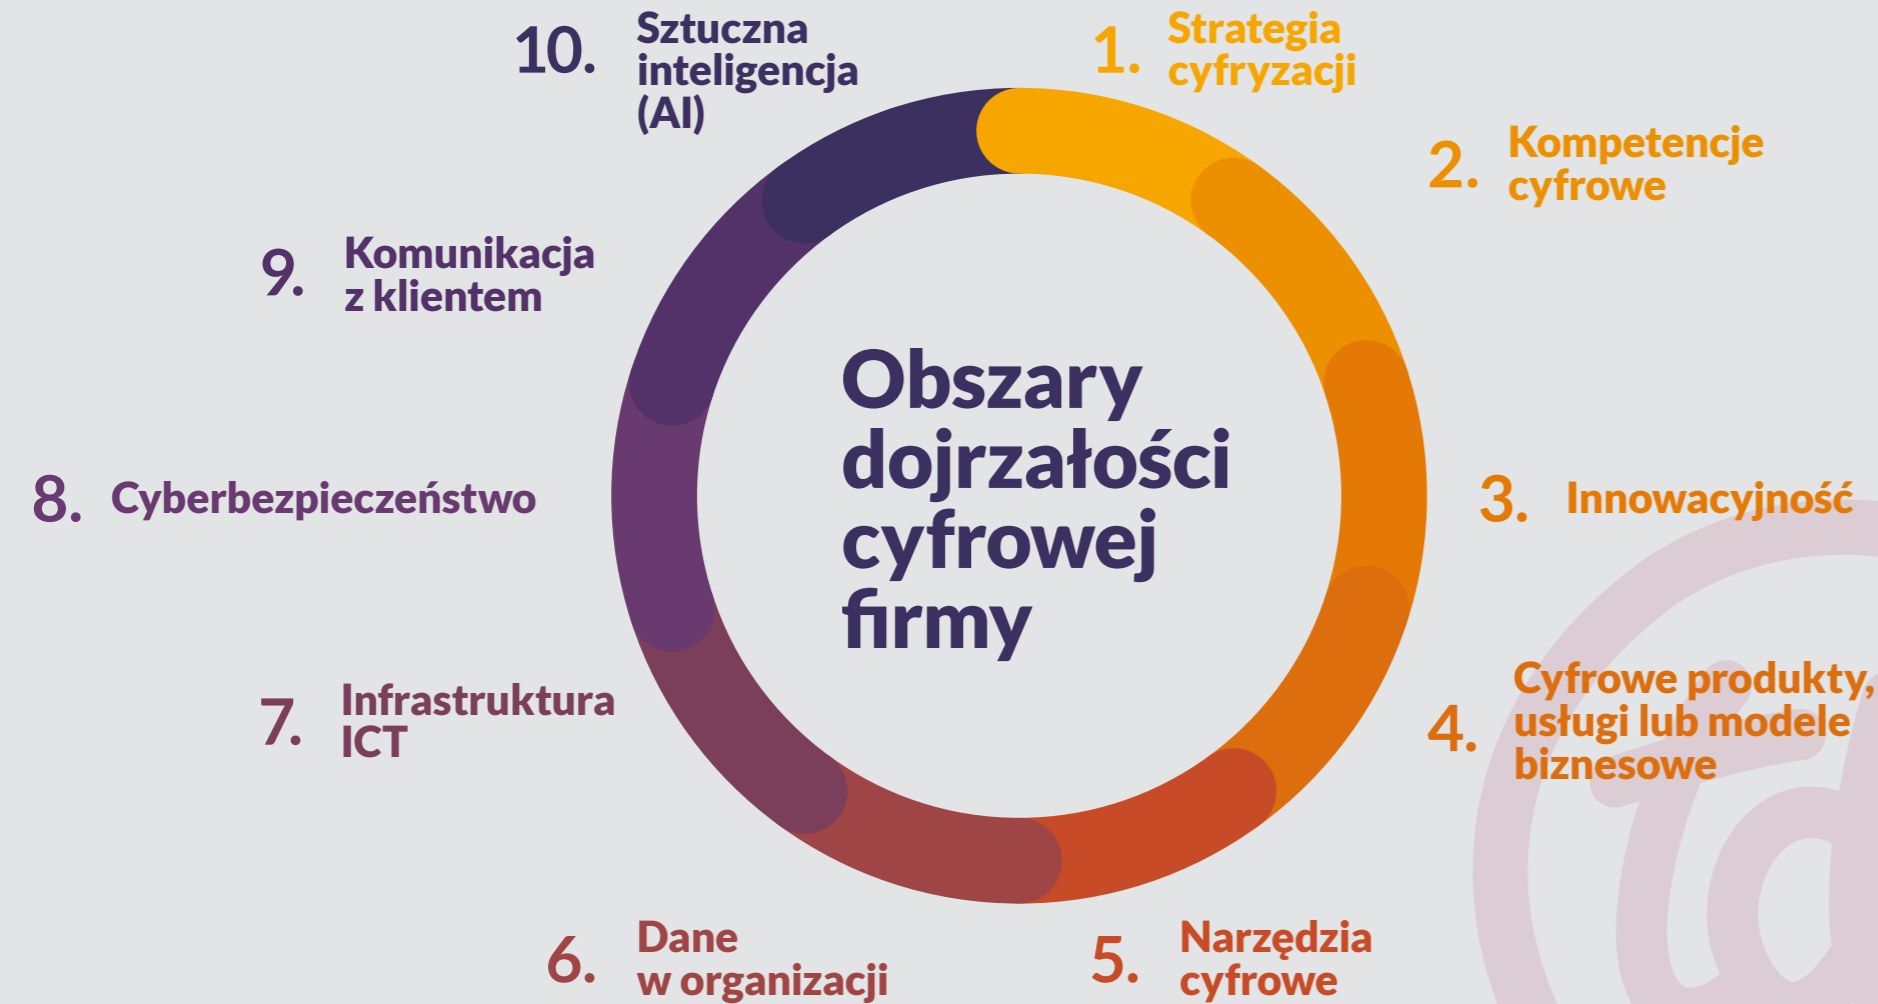 Obszary
dojrzałości
cyfrowej
firmy
1. Strategia
cyfryzacji
2. Kompetencje
cyfrowe
3. Innowacyjność
4. Cyfrowe produkty,
usługi lub modele
biznesowe
5. Narzędzia
cyfrowe
6. Dane
w organizacji
7. Infrastruktura
ICT
8. Cyberbezpieczeństwo
9. Komunikacja
z klientem
10. Sztuczna
inteligencja
(AI)